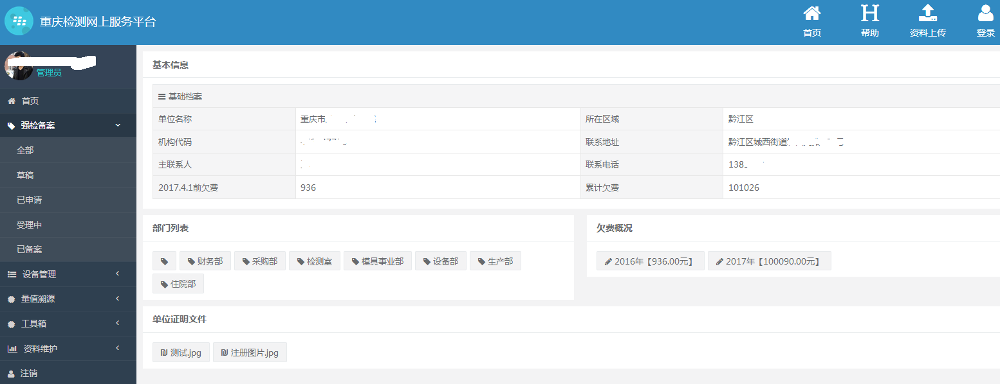 重庆检测网上服务平台
首页 帮助 资料上传 登录
管理员
首页
强检备案
全部
草稿
已申请
受理中
已备案
设备管理
量值溯源
工具箱
资料维护
注销
基本信息
基础档案
单位名称 重庆市 所在区域 黔江区
机构代码 联系地址 黔江区城西街道
主联系人 联系电话 138
2017.4.1前欠费 936 累计欠费 101026
部门列表
财务部 采购部 检测室 模具事业部 设备部 生产部
住院部
欠费概况
2016年【936.00元】 2017年【100090.00元】
单位证明文件
测试.jpg 注册图片.jpg